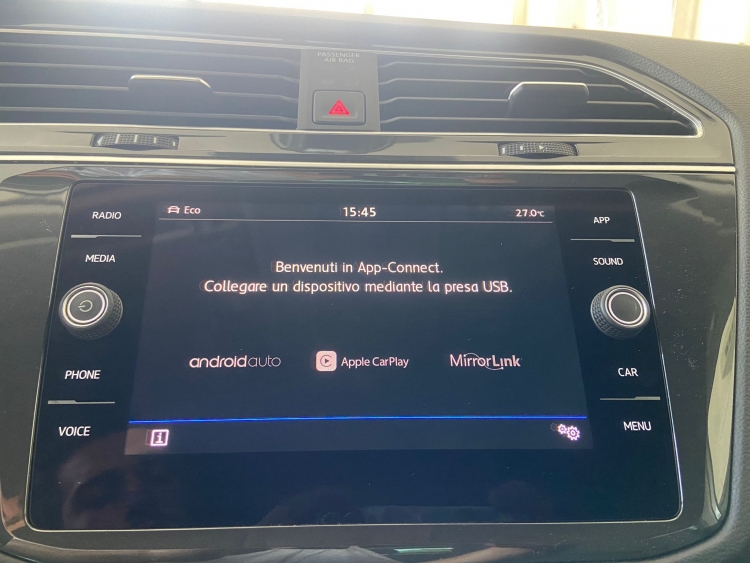 PASSENGER
AIR BAG
RADIO
MEDIA
PHONE
VOICE
Eco
15:45
27.0°C
Benvenuti in App-Connect.
Collegare un dispositivo mediante la presa USB.
androidauto
Apple CarPlay
MirrorLink
i
APP
SOUND
CAR
MENU